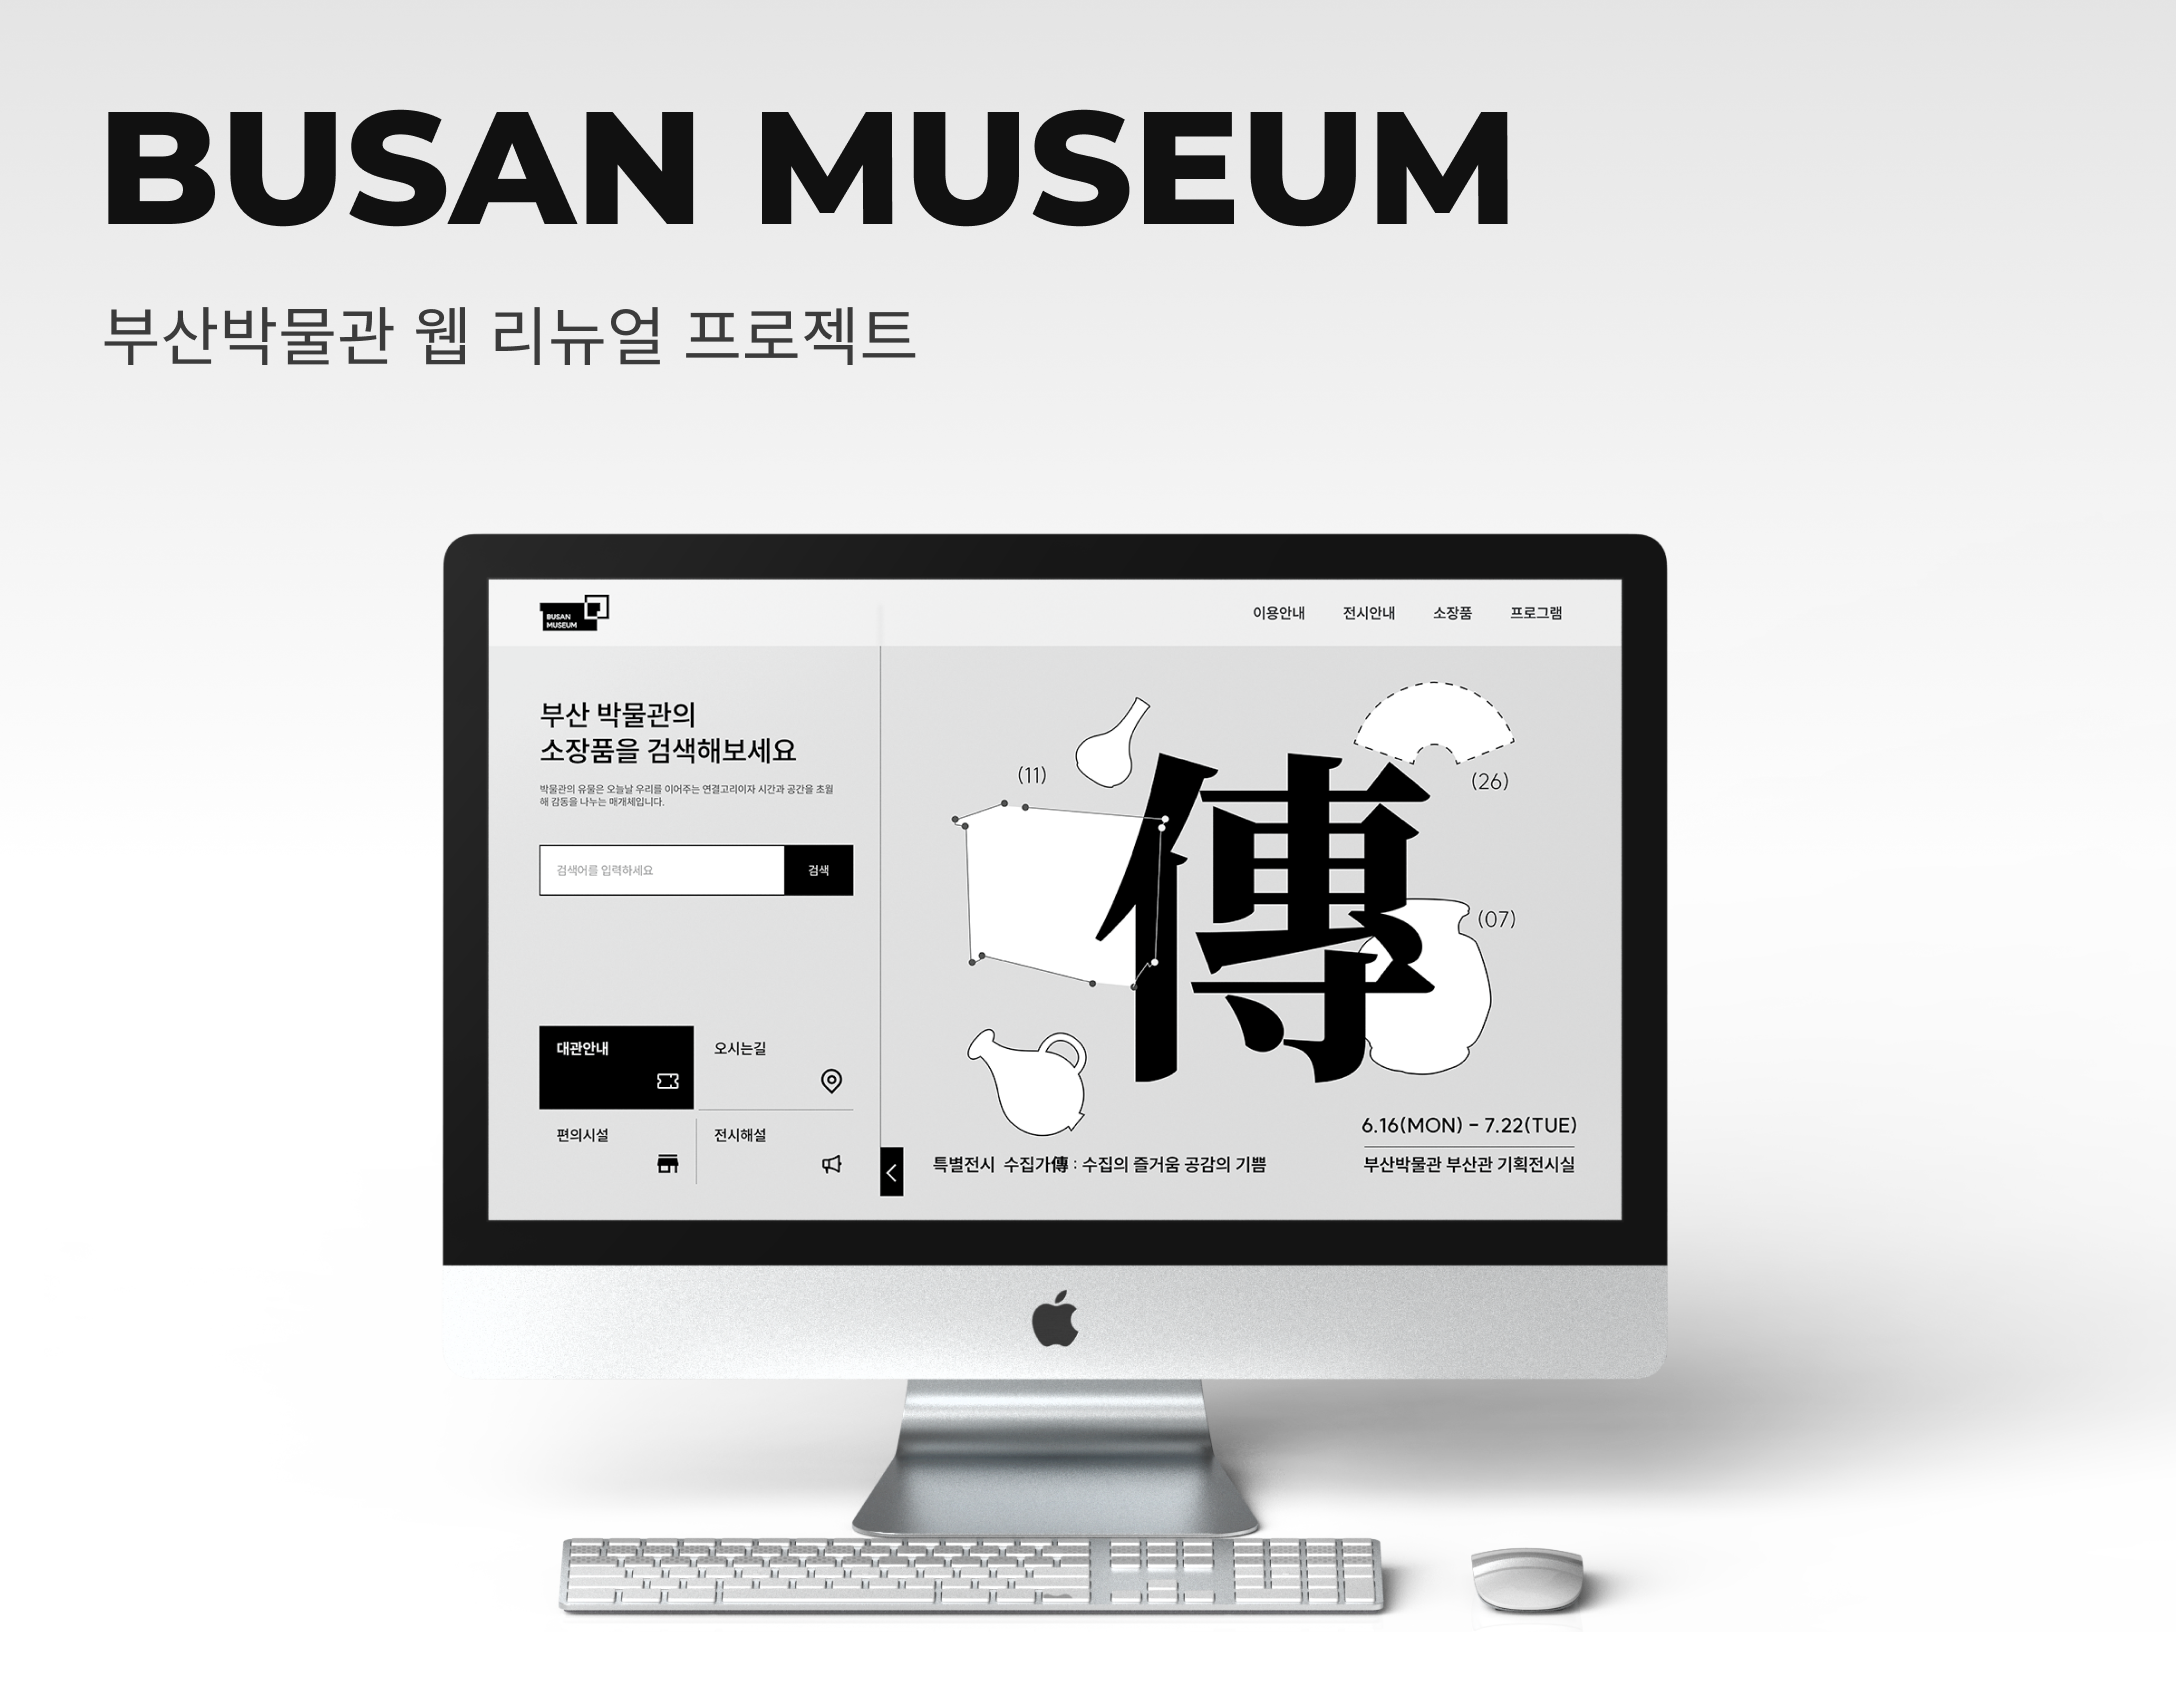 BUSAN MUSEUM
부산박물관 웹 리뉴얼 프로젝트
BUSAN
MUSEUM
이용안내 전시안내 소장품 프로그램
부산 박물관의
소장품을 검색해보세요
박물관의 유물은 오늘날 우리를 이어주는 연결고리이자 시간과 공간을 초월
해 감동을 나누는 매개체입니다.
검색어를 입력하세요 검색
대관안내 오시는길
편의시설 전시해설
(11)
(26)
傳
(07)
6.16(MON) - 7.22(TUE)
특별전시 수집가傳 : 수집의 즐거움 공감의 기쁨
부산박물관 부산관 기획전시실